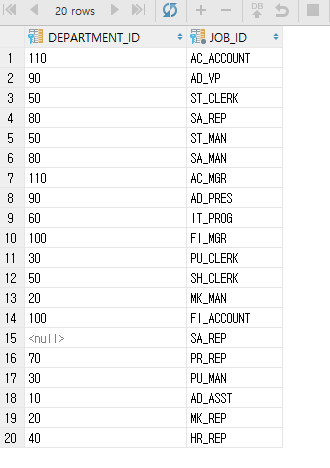 20 rows
DB
DEPARTMENT_ID JOB_ID
1 110 AC_ACCOUNT
2 90 AD_VP
3 50 ST_CLERK
4 80 SA_REP
5 50 ST_MAN
6 80 SA_MAN
7 110 AC_MGR
8 90 AD_PRES
9 60 IT_PROG
10 100 FI_MGR
11 30 PU_CLERK
12 50 SH_CLERK
13 20 MK_MAN
14 100 FI_ACCOUNT
15 <null> SA_REP
16 70 PR_REP
17 30 PU_MAN
18 10 AD_ASST
19 20 MK_REP
20 40 HR_REP